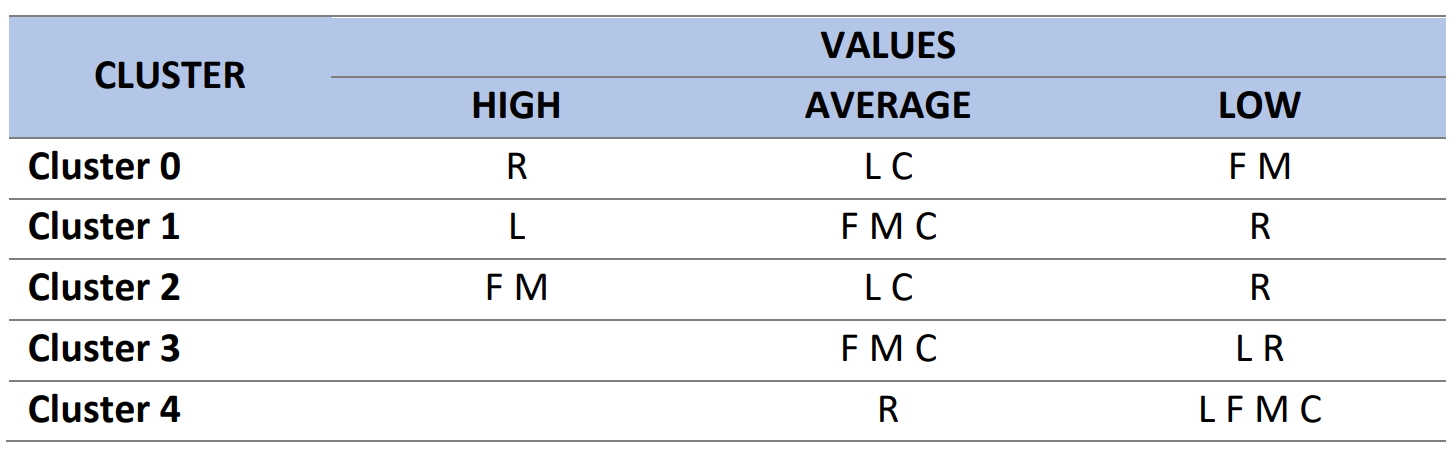 CLUSTER VALUES
HIGH AVERAGE LOW
Cluster 0 R L C F M
Cluster 1 L F M C R
Cluster 2 F M L C R
Cluster 3 F M C L R
Cluster 4 R L F M C